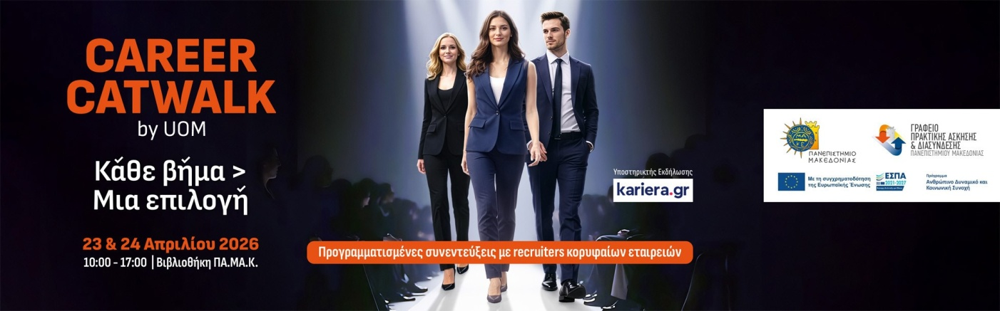 CAREER
CATWALK
by UOM
Κάθε βήμα >
Μια επιλογή
23 & 24 Απριλίου 2026
10:00 - 17:00 | Βιβλιοθήκη ΠΑ.ΜΑ.Κ.
Υποστηρικτής Εκδήλωσης
kariera.gr
Προγραμματισμένες συνεντεύξεις με recruiters κορυφαίων εταιρειών
ΠΑΝΕΠΙΣΤΗΜΙΟ
ΜΑΚΕΔΟΝΙΑΣ
ΓΡΑΦΕΙΟ
ΠΡΑΚΤΙΚΗΣ ΑΣΚΗΣΗΣ
& ΔΙΑΣΥΝΔΕΣΗΣ
ΠΑΝΕΠΙΣΤΗΜΙΟΥ ΜΑΚΕΔΟΝΙΑΣ
Με τη συγχρηματοδότηση
της Ευρωπαϊκής Ένωσης
ΕΣΠΑ
2021-2027
Πρόγραμμα
Ανθρώπινο Δυναμικό και
Κοινωνική Συνοχή